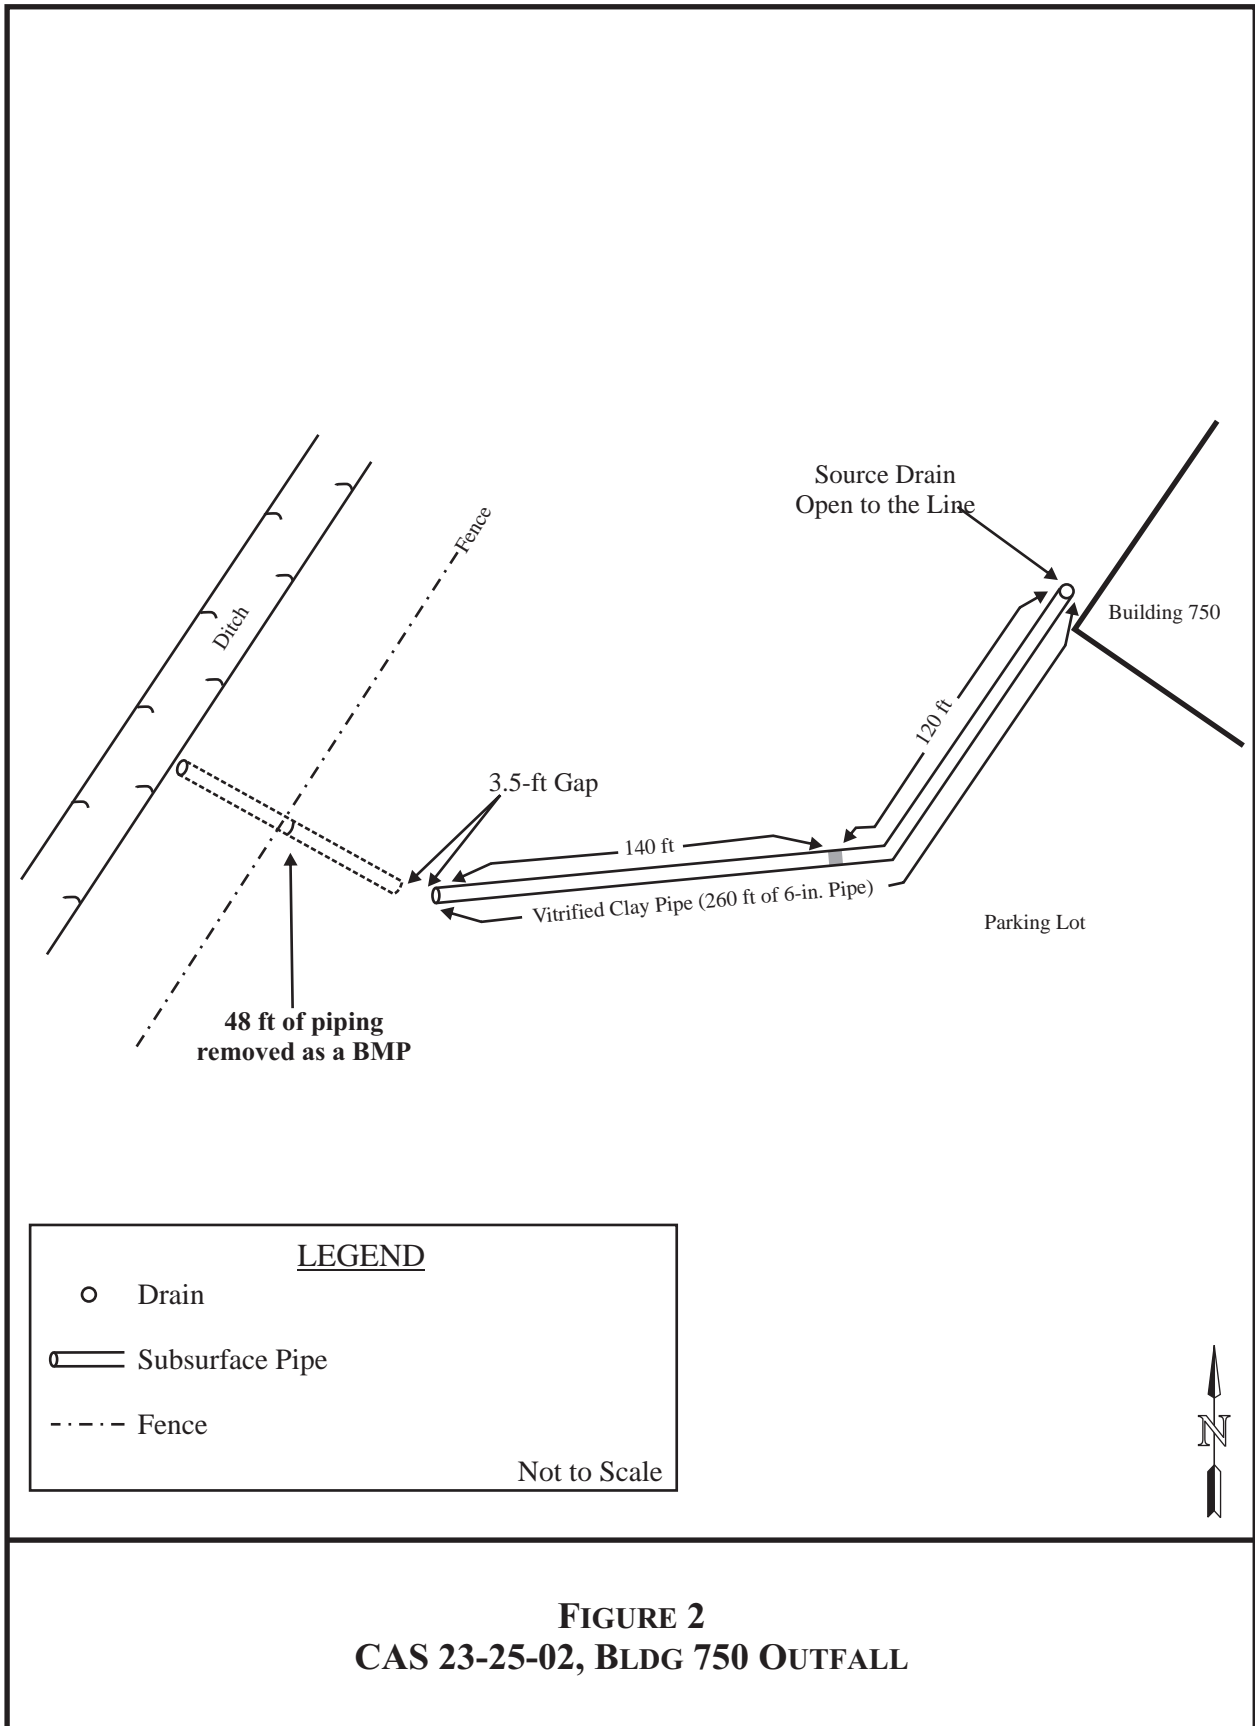 Source Drain
Open to the Line
Fence
Building 750
Ditch
120 ft
3.5-ft Gap
140 ft
Vitrified Clay Pipe (260 ft of 6-in. Pipe)
Parking Lot
48 ft of piping
removed as a BMP
LEGEND
Drain
Subsurface Pipe
Fence
Not to Scale
N
FIGURE 2
CAS 23-25-02, BLDG 750 OUTFALL